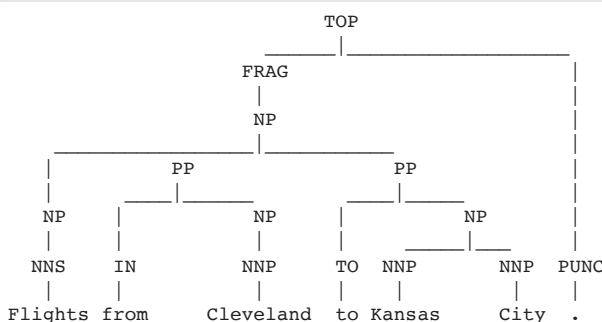 TOP
FRAG
NP
PP PP
NP NP NP
NNS IN NNP TO NNP NNP PUNC
Flights from Cleveland to Kansas City .